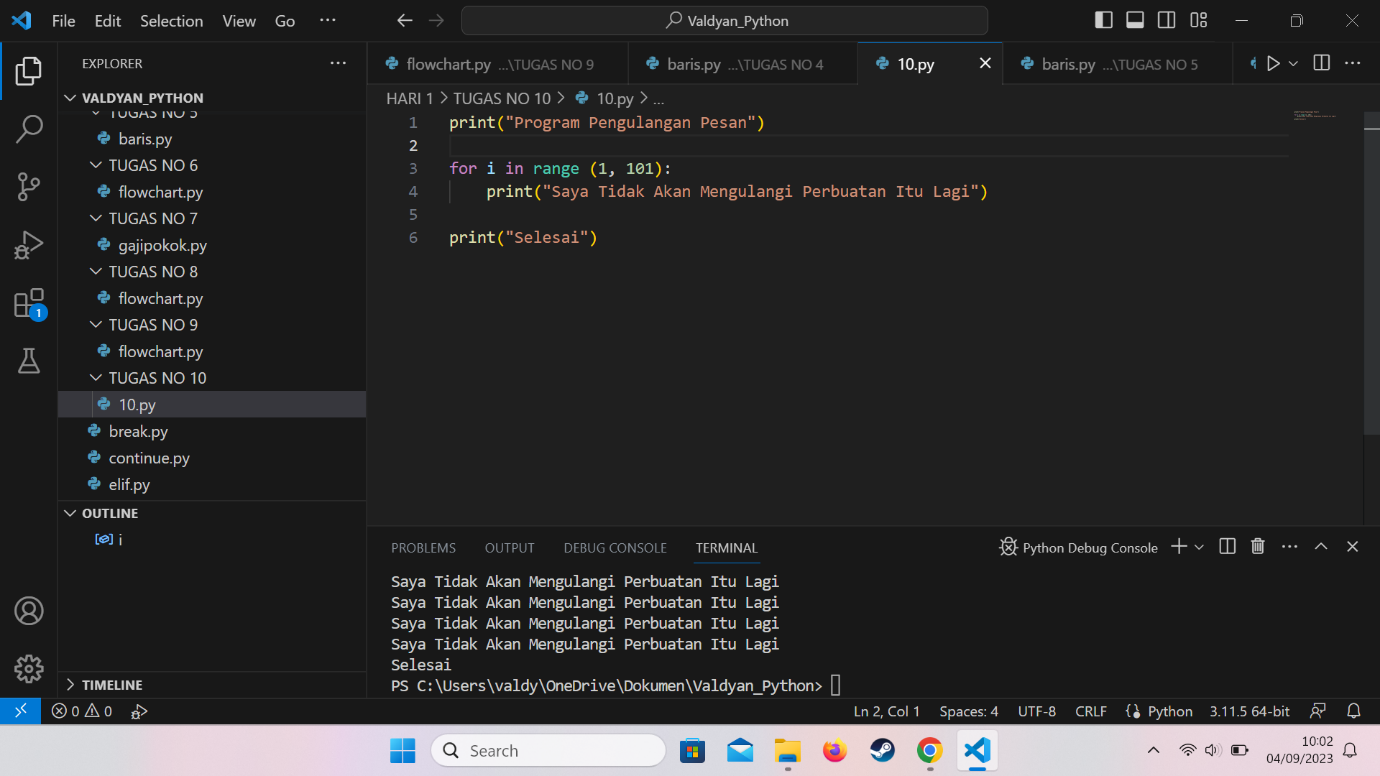 File Edit Selection View Go ··· Valdyan_Python
EXPLORER ···
VALDYAN_PYTHON
TUGAS NO 5
baris.py
TUGAS NO 6
flowchart.py
TUGAS NO 7
gajipokok.py
TUGAS NO 8
flowchart.py
TUGAS NO 9
flowchart.py
TUGAS NO 10
10.py
break.py
continue.py
elif.py
OUTLINE
i
TIMELINE
1
flowchart.py ...\TUGAS NO 9 baris.py ...\TUGAS NO 4 10.py baris.py ...\TUGAS NO 5
HARI 1 > TUGAS NO 10 > 10.py > ...
1 print("Program Pengulangan Pesan")
2
3 for i in range (1, 101):
4 print("Saya Tidak Akan Mengulangi Perbuatan Itu Lagi")
5
6 print("Selesai")
PROBLEMS OUTPUT DEBUG CONSOLE TERMINAL Python Debug Console
Saya Tidak Akan Mengulangi Perbuatan Itu Lagi
Saya Tidak Akan Mengulangi Perbuatan Itu Lagi
Saya Tidak Akan Mengulangi Perbuatan Itu Lagi
Saya Tidak Akan Mengulangi Perbuatan Itu Lagi
Selesai
PS C:\Users\valdy\OneDrive\Dokumen\Valdyan_Python>
0 0 Ln 2, Col 1 Spaces: 4 UTF-8 CRLF Python 3.11.5 64-bit
Search 10:02
04/09/2023